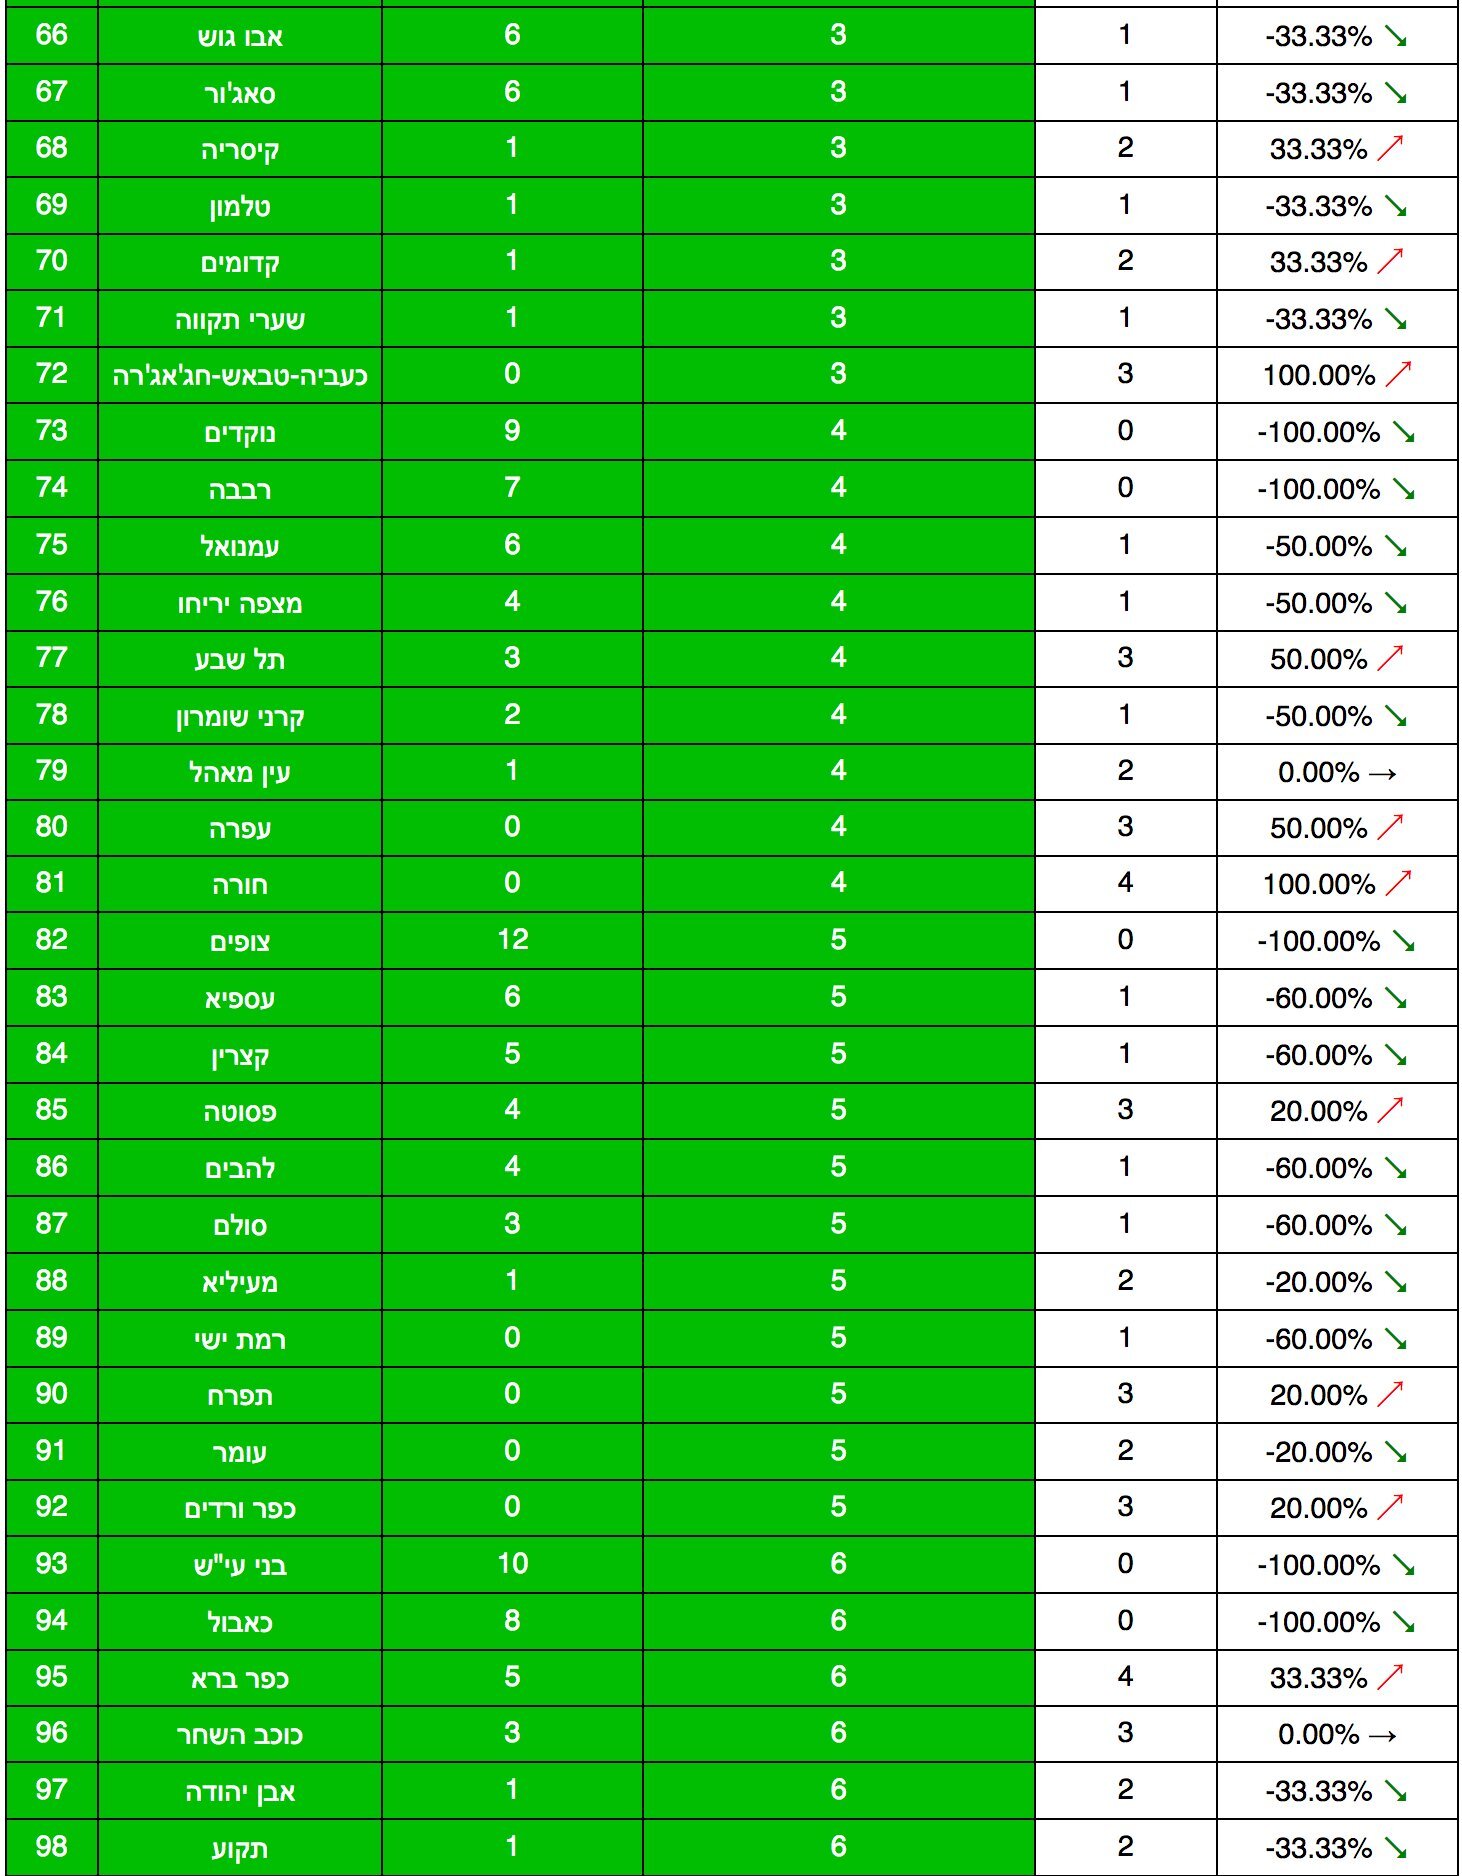 66 אבו גוש 6 3 1 -33.33% ↘
67 סאג'ור 6 3 1 -33.33% ↘
68 קיסריה 1 3 2 33.33% ↗
69 טלמון 1 3 1 -33.33% ↘
70 קדומים 1 3 2 33.33% ↗
71 שערי תקווה 1 3 1 -33.33% ↘
72 כעביה-טבאש-חג'אג'רה 0 3 3 100.00% ↗
73 נוקדים 9 4 0 -100.00% ↘
74 רבבה 7 4 0 -100.00% ↘
75 עמנואל 6 4 1 -50.00% ↘
76 מצפה יריחו 4 4 1 -50.00% ↘
77 תל שבע 3 4 3 50.00% ↗
78 קרני שומרון 2 4 1 -50.00% ↘
79 עין מאהל 1 4 2 0.00% →
80 עפרה 0 4 3 50.00% ↗
81 חורה 0 4 4 100.00% ↗
82 צופים 12 5 0 -100.00% ↘
83 עספיא 6 5 1 -60.00% ↘
84 קצרין 5 5 1 -60.00% ↘
85 פסוטה 4 5 3 20.00% ↗
86 להבים 4 5 1 -60.00% ↘
87 סולם 3 5 1 -60.00% ↘
88 מעיליא 1 5 2 -20.00% ↘
89 רמת ישי 0 5 1 -60.00% ↘
90 תפרח 0 5 3 20.00% ↗
91 עומר 0 5 2 -20.00% ↘
92 כפר ורדים 0 5 3 20.00% ↗
93 בני עי"ש 10 6 0 -100.00% ↘
94 כאבול 8 6 0 -100.00% ↘
95 כפר ברא 5 6 4 33.33% ↗
96 כוכב השחר 3 6 3 0.00% →
97 אבן יהודה 1 6 2 -33.33% ↘
98 תקוע 1 6 2 -33.33% ↘